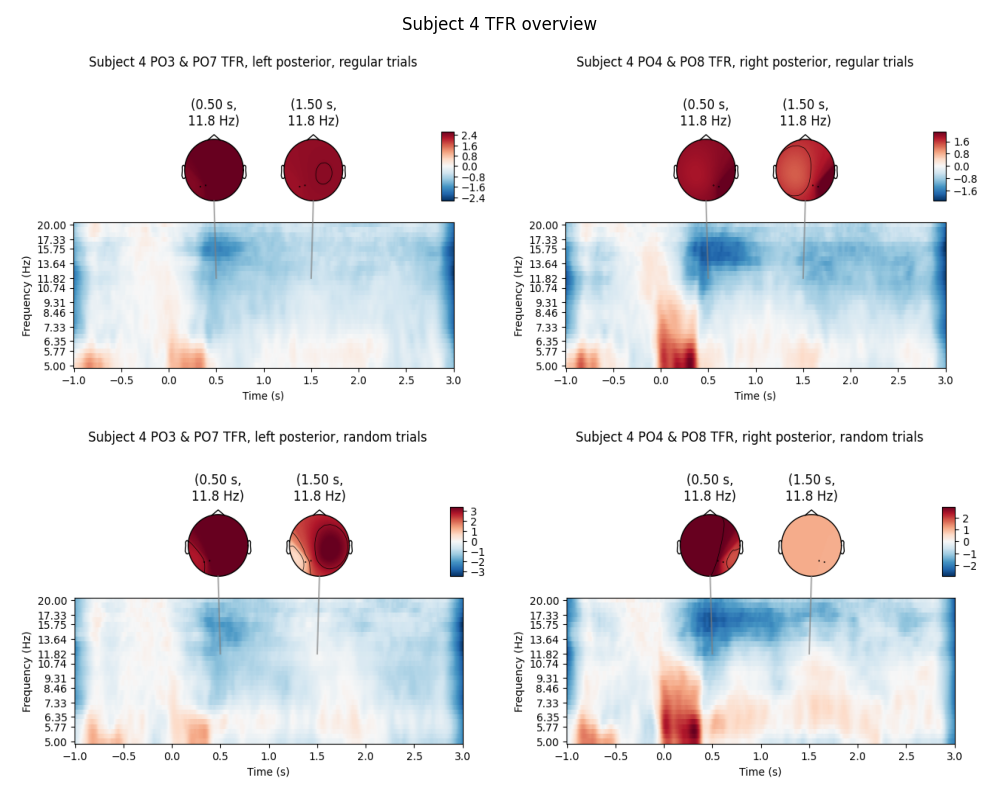 Subject 4 TFR overview
Subject 4 PO3 & PO7 TFR, left posterior, regular trials
(0.50 s,
11.8 Hz)
(1.50 s,
11.8 Hz)
2.4
1.6
0.8
0.0
−0.8
−1.6
−2.4
20.00
17.33
15.75
13.64
11.82
10.74
9.31
8.46
7.33
6.35
5.77
5.00
Frequency (Hz)
−1.0 −0.5 0.0 0.5 1.0 1.5 2.0 2.5 3.0
Time (s)
Subject 4 PO4 & PO8 TFR, right posterior, regular trials
(0.50 s,
11.8 Hz)
(1.50 s,
11.8 Hz)
1.6
0.8
0.0
−0.8
−1.6
20.00
17.33
15.75
13.64
11.82
10.74
9.31
8.46
7.33
6.35
5.77
5.00
Frequency (Hz)
−1.0 −0.5 0.0 0.5 1.0 1.5 2.0 2.5 3.0
Time (s)
Subject 4 PO3 & PO7 TFR, left posterior, random trials
(0.50 s,
11.8 Hz)
(1.50 s,
11.8 Hz)
3
2
1
0
−1
−2
−3
20.00
17.33
15.75
13.64
11.82
10.74
9.31
8.46
7.33
6.35
5.77
5.00
Frequency (Hz)
−1.0 −0.5 0.0 0.5 1.0 1.5 2.0 2.5 3.0
Time (s)
Subject 4 PO4 & PO8 TFR, right posterior, random trials
(0.50 s,
11.8 Hz)
(1.50 s,
11.8 Hz)
2
1
0
−1
−2
20.00
17.33
15.75
13.64
11.82
10.74
9.31
8.46
7.33
6.35
5.77
5.00
Frequency (Hz)
−1.0 −0.5 0.0 0.5 1.0 1.5 2.0 2.5 3.0
Time (s)